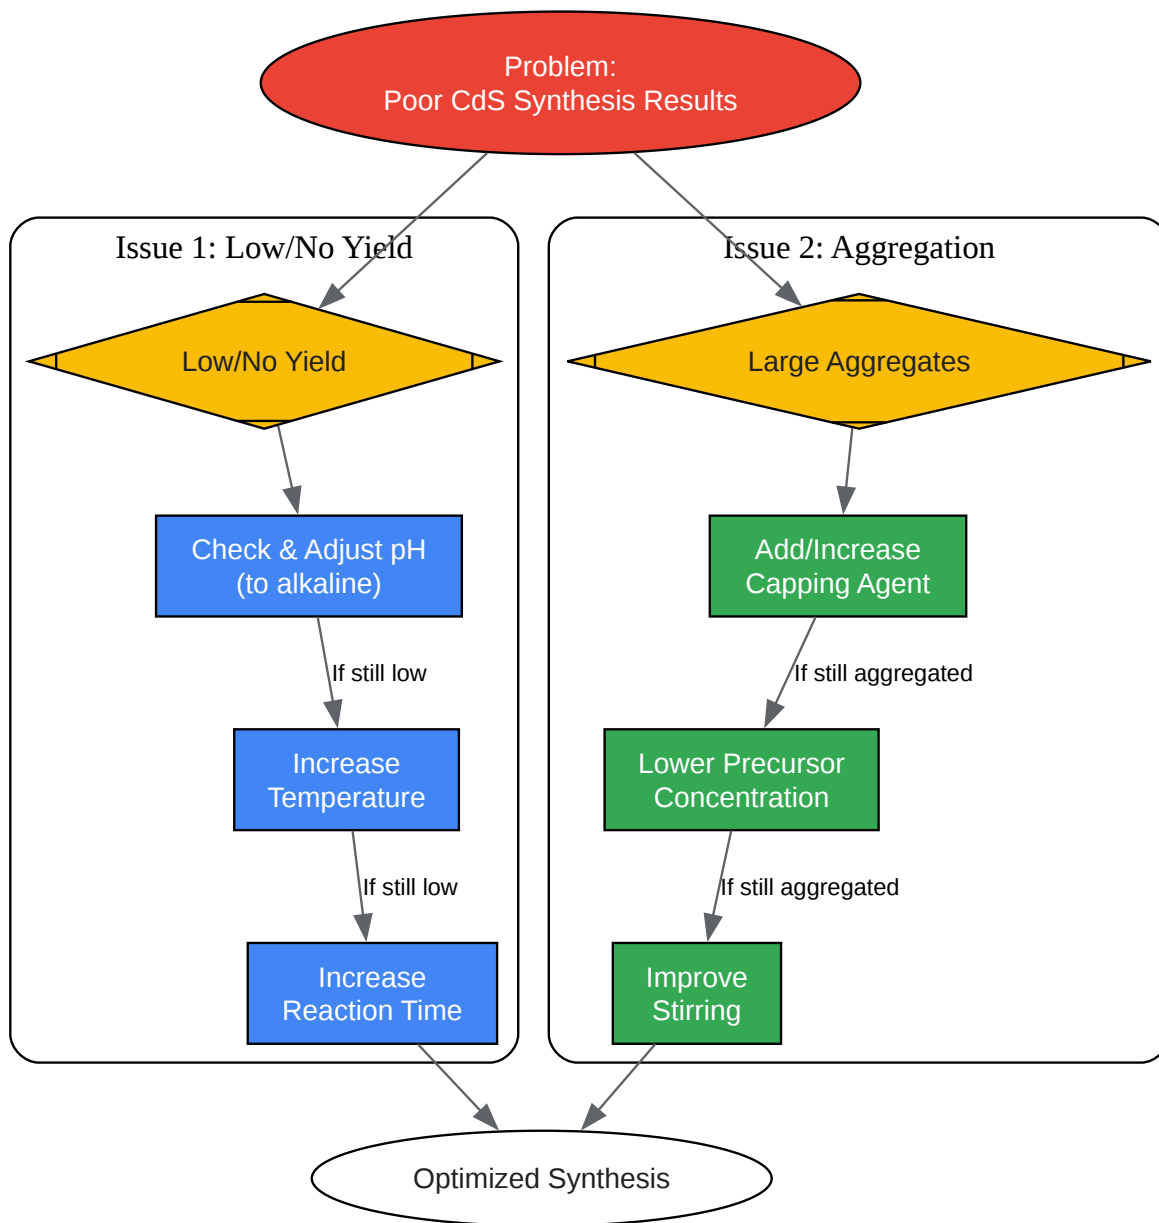 Problem:
Poor CdS Synthesis Results
Issue 1: Low/No Yield
Low/No Yield
Check & Adjust pH
(to alkaline)
If still low
Increase
Temperature
If still low
Increase
Reaction Time
Issue 2: Aggregation
Large Aggregates
Add/Increase
Capping Agent
If still aggregated
Lower Precursor
Concentration
If still aggregated
Improve
Stirring
Optimized Synthesis